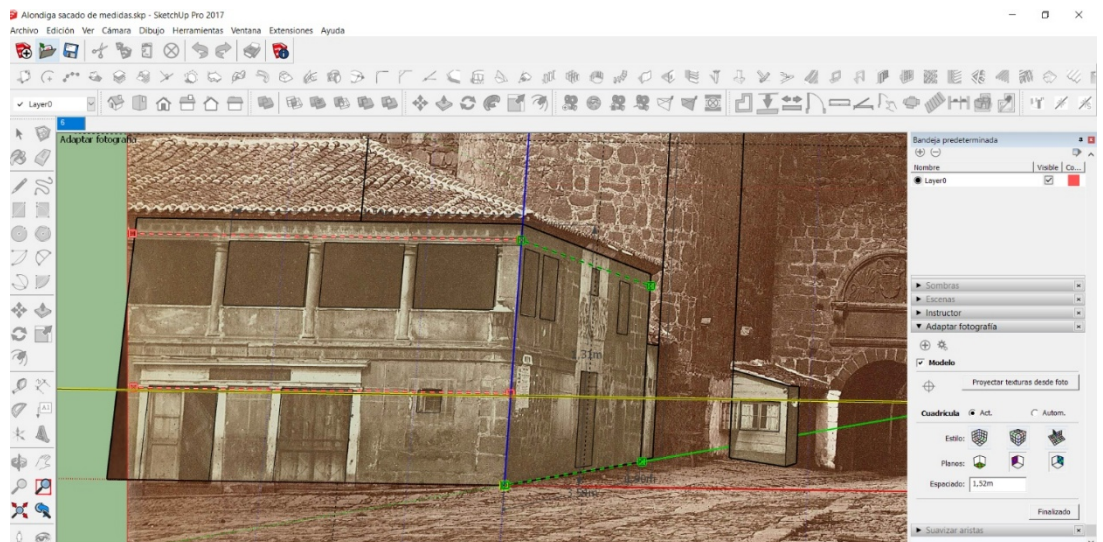 Alondiga sacado de medidas.skp - SketchUp Pro 2017
Archivo Edición Ver Cámara Dibujo Herramientas Ventana Extensiones Ayuda
Layer0
6
Adaptar fotografía
Bandeja predeterminada
Nombre Visible Co...
Layer0
Sombras
Escenas
Instructor
Adaptar fotografía
Modelo
Proyectar texturas desde foto
Cuadrícula Act. Autom.
Estilo:
Planos:
Espaciado: 1,52m
Finalizado
Suavizar aristas